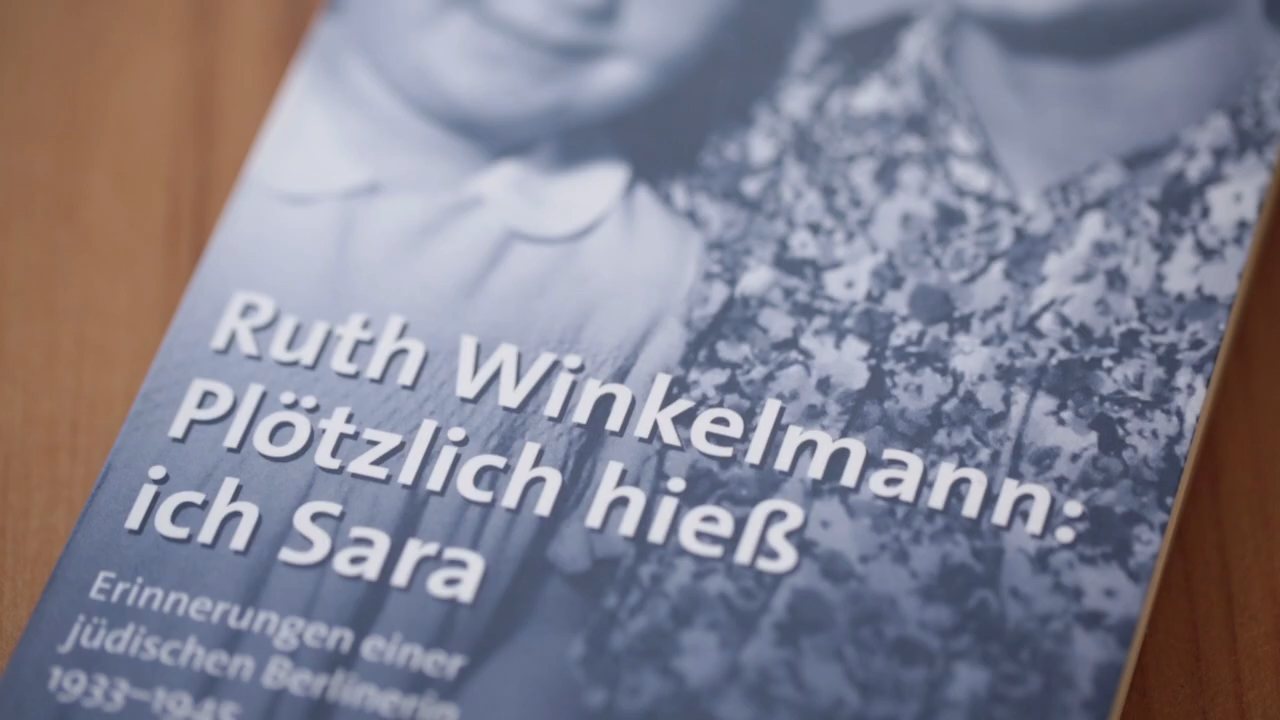 Ruth Winkelmann:
Plötzlich hieß
ich Sara
Erinnerungen einer
jüdischen Berlinerin
1933–1945